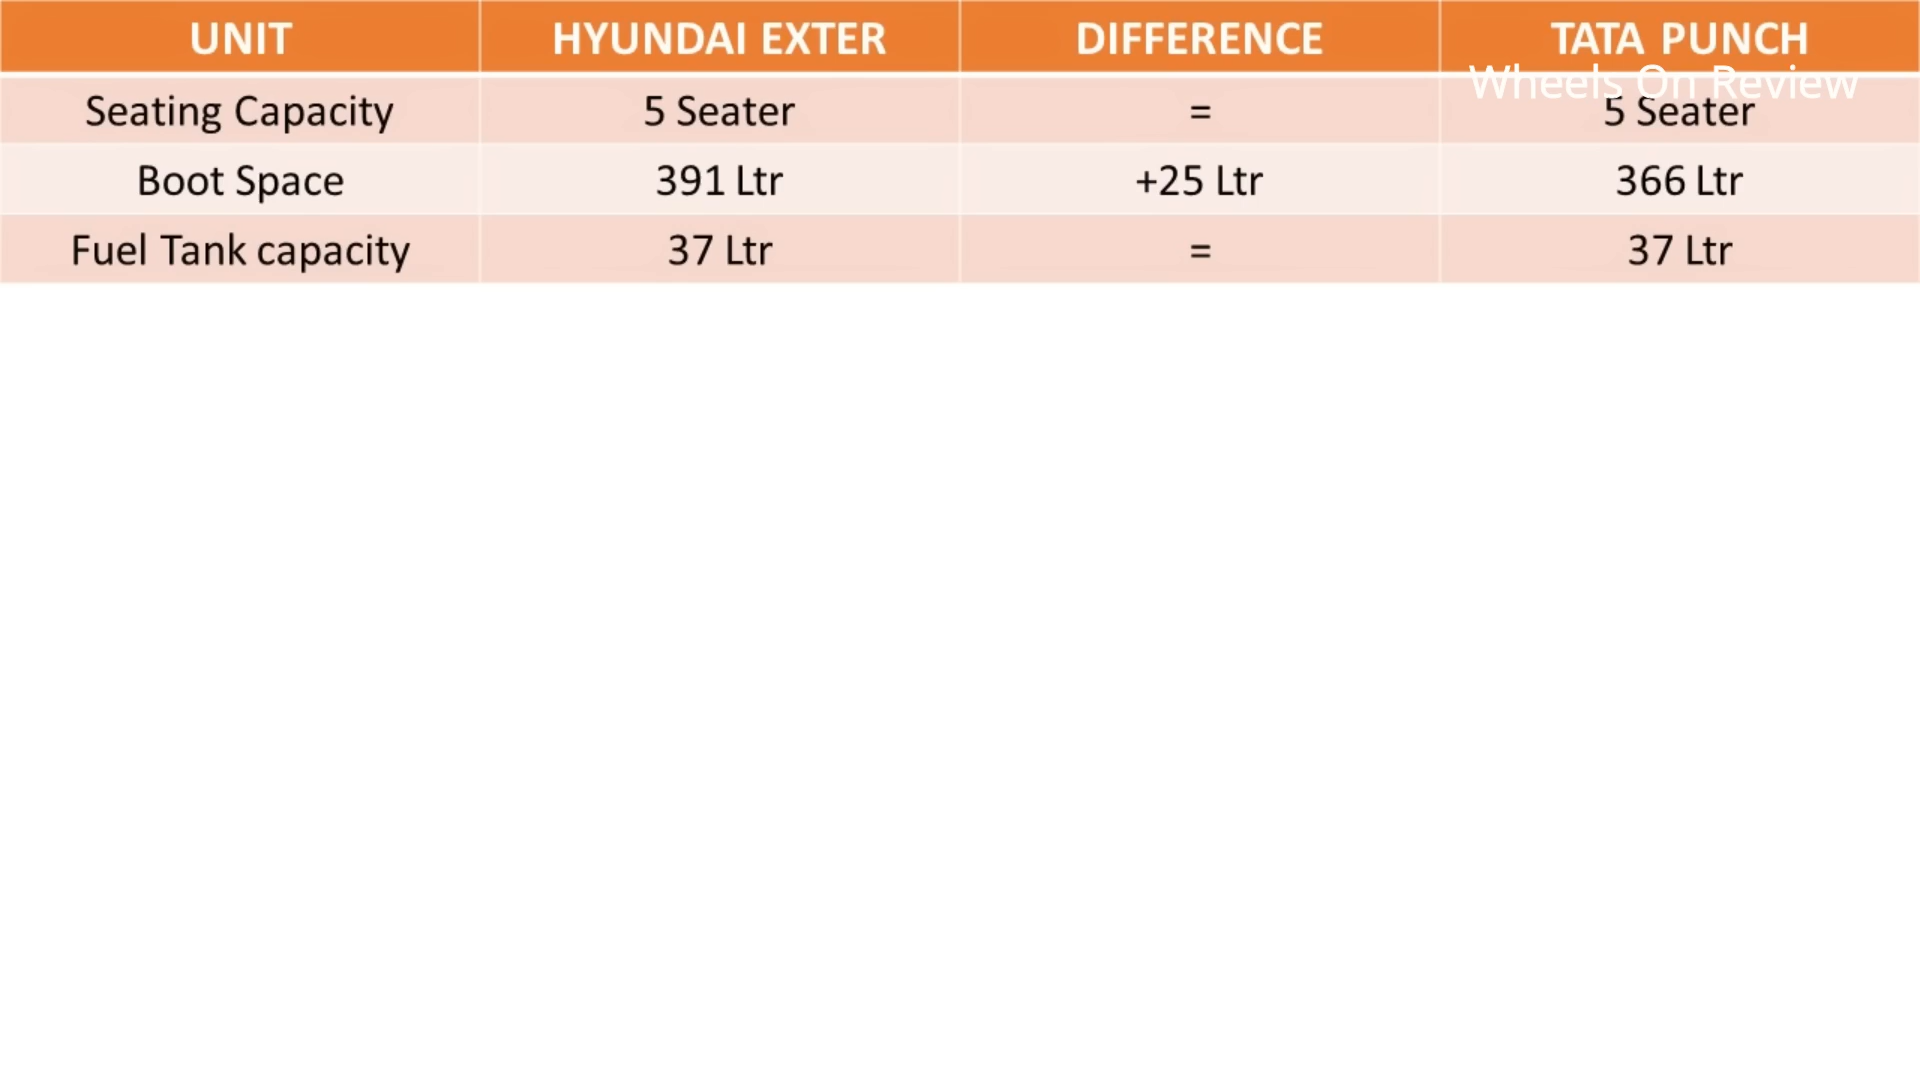 UNIT HYUNDAI EXTER DIFFERENCE TATA PUNCH
Wheels On Review
Seating Capacity 5 Seater = 5 Seater
Boot Space 391 Ltr +25 Ltr 366 Ltr
Fuel Tank capacity 37 Ltr = 37 Ltr